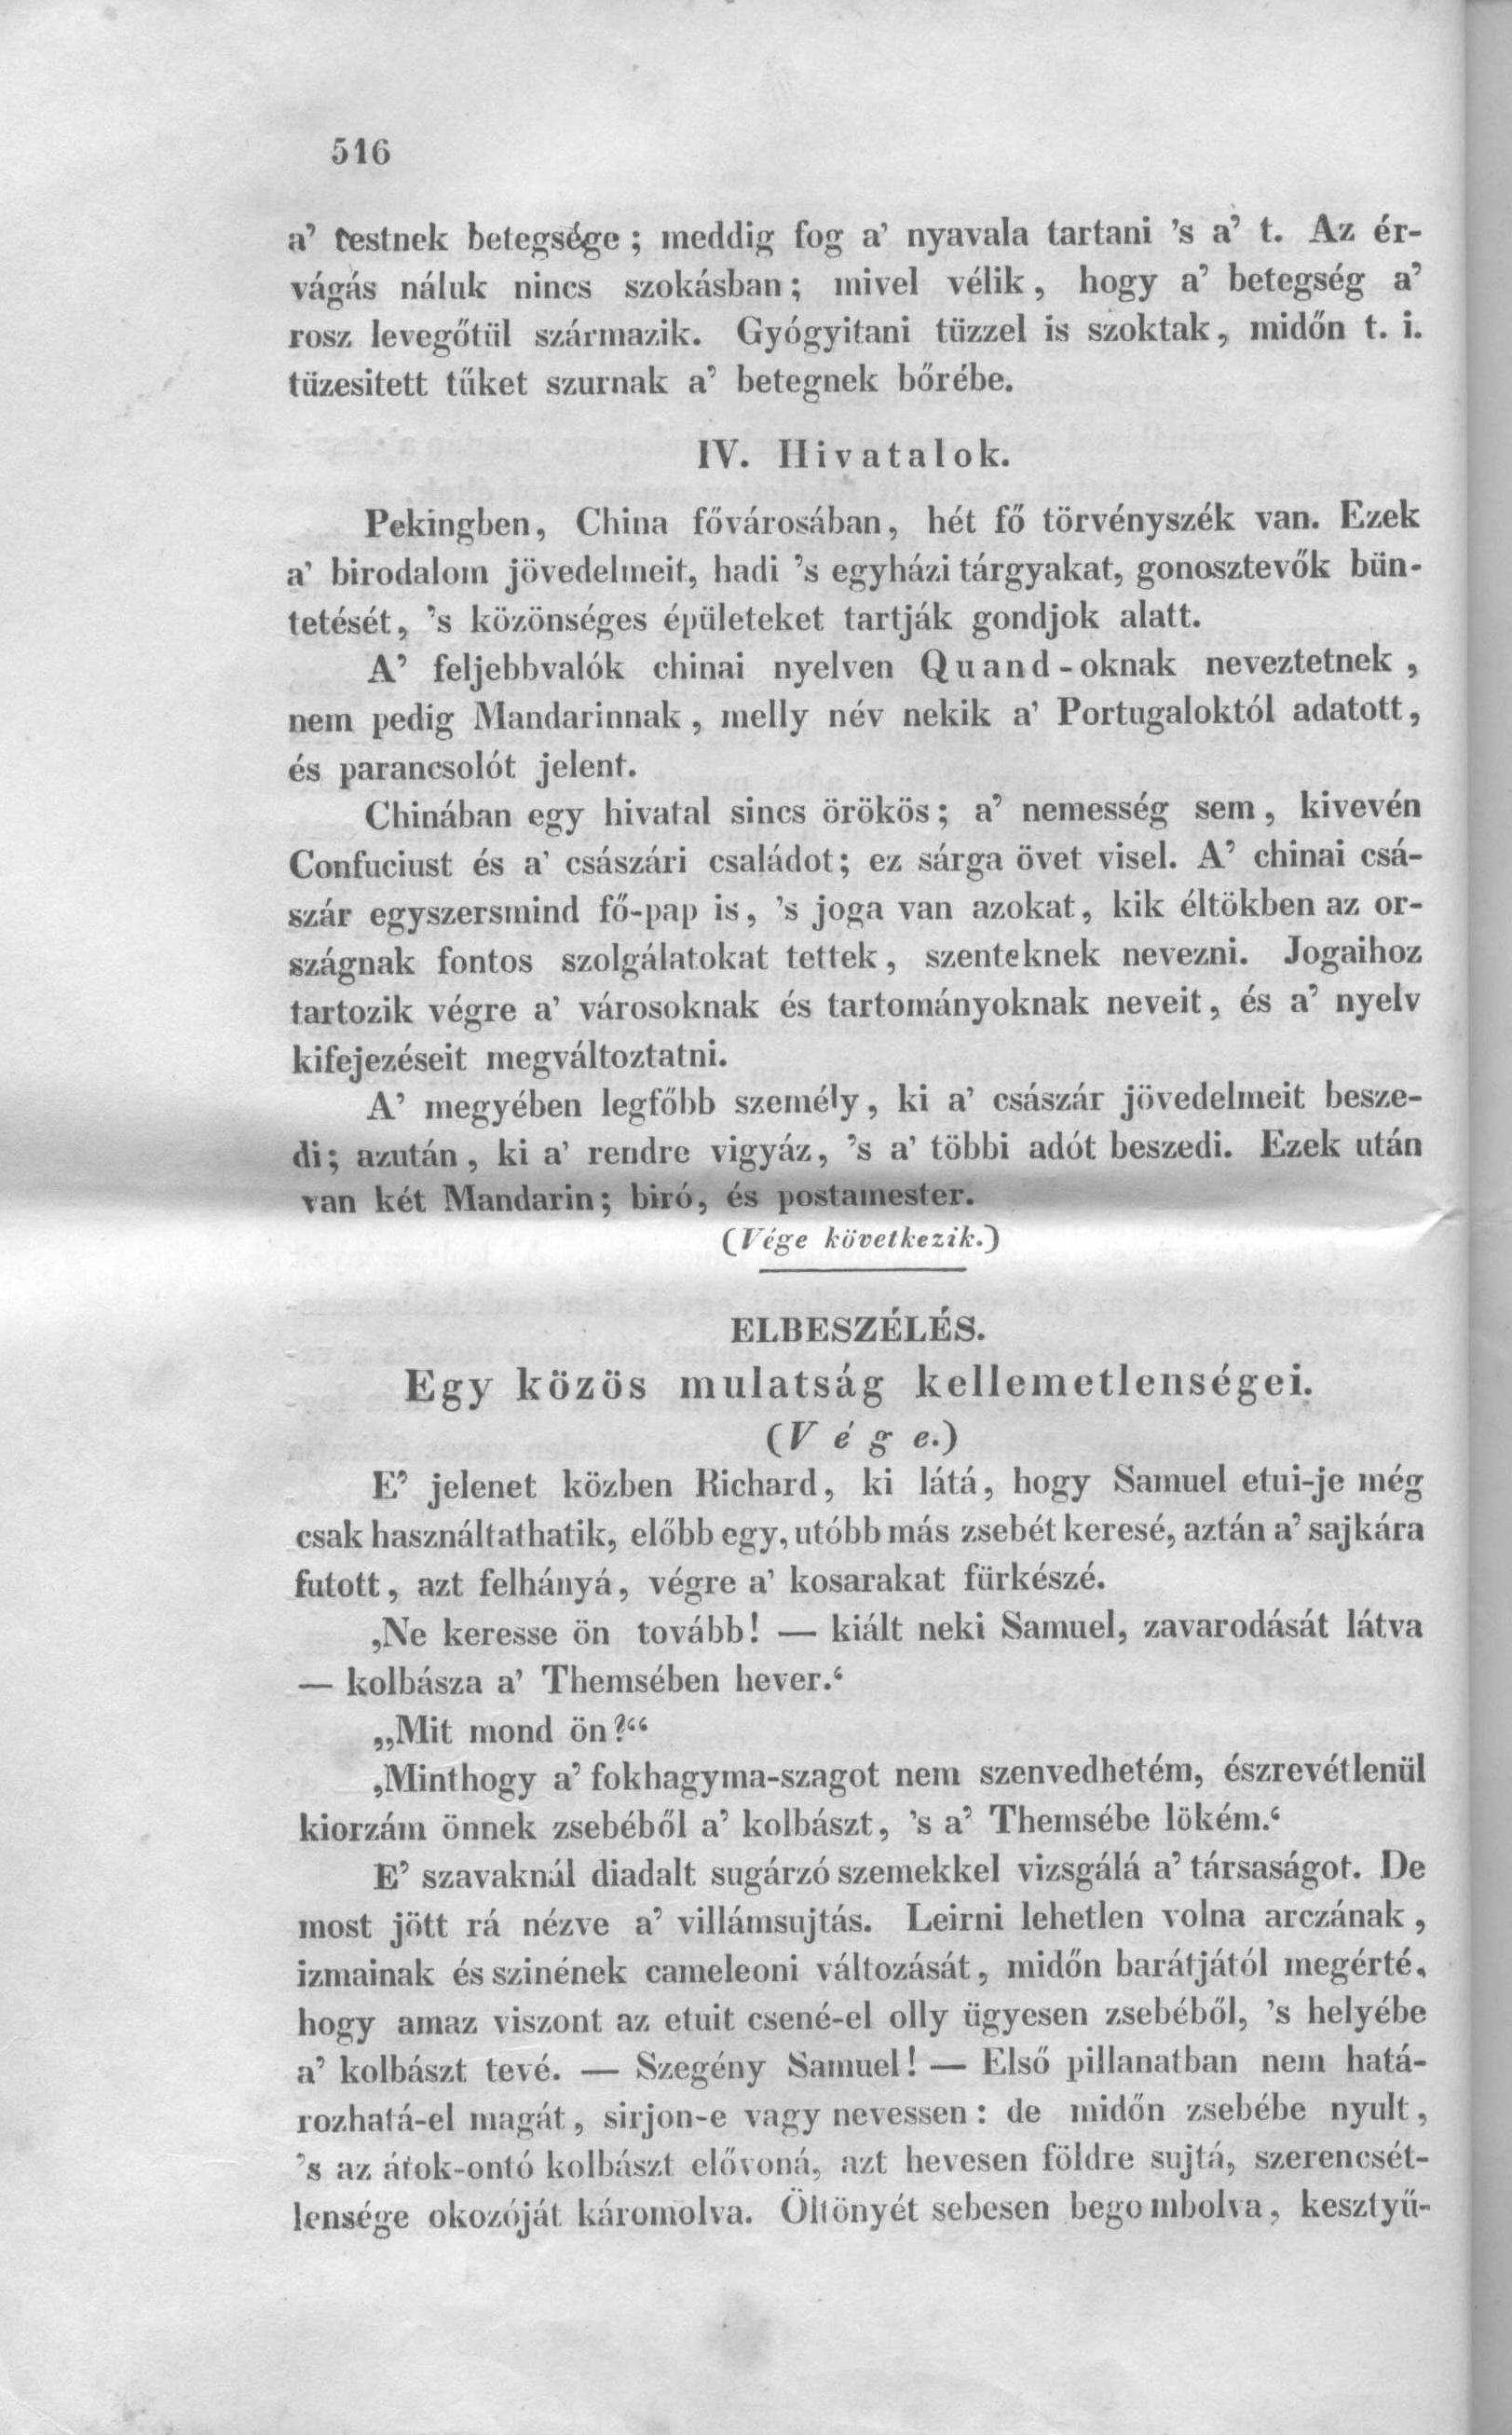 516
a’ testnek betegsége ; meddig fog a’ nyavala tartani ’s a’ t. Az ér-
vágás náluk nincs szokásban ; mivel vélik , hogy a’ betegség a’
rosz levegőtül származik. Gyógyitani tüzzel is szoktak , midőn t. i.
tüzesitett tűket szurnak a’ betegnek bőrébe.
IV. Hivatalok.
Pekingben, China fővárosában, hét fő törvényszék van. Ezek
a’ birodalom jövedelmeit, hadi ’s egyházi tárgyakat, gonosztevők bün-
tetését, ’s közönséges épületeket tartják gondjok alatt.
A’ feljebbvalók chinai nyelven Quand-oknak neveztetnek ,
nem pedig Mandarinnak , melly név nekik a’ Portugaloktól adatott,
és parancsolót jelent.
Chinában egy hivatal sincs örökös ; a’ nemesség sem , kivevén
Confuciust és a’ császári családot; ez sárga övet visel. A’ chinai csá-
szár egyszersmind fő-pap is, ’s joga van azokat, kik éltökben az or-
szágnak fontos szolgálatokat tettek , szenteknek nevezni. Jogaihoz
tartozik végre a’ városoknak és tartományoknak neveit , és a’ nyelv
kifejezéseit megváltoztatni.
A’ megyében legfőbb személy, ki a’ császár jövedelmeit besze-
di; azután , ki a’ rendre vigyáz, ’s a’ többi adót beszedi. Ezek után
van két Mandarin; biró, és postamester.
(Vége következik.)
ELBESZÉLÉS.
Egy közös mulatság kellemetlenségei.
(Vége.)
E’ jelenet közben Richard, ki látá, hogy Samuel etui-je még
csak használtathatik, előbb egy, utóbb más zsebét keresé, aztán a’ sajkára
futott , azt felhányá, végre a’ kosarakat fürkészé.
‚Ne keresse ön tovább! — kiált neki Samuel, zavarodását látva
— kolbásza a’ Themsében hever.‘
„Mit mond ön?“
‚Minthogy a’ fokhagyma-szagot nem szenvedhetém, észrevétlenül
kiorzám önnek zsebéből a’ kolbászt, ’s a’ Themsébe lökém.‘
E’ szavaknál diadalt sugárzó szemekkel vizsgálá a’ társaságot. De
most jött rá nézve a’ villámsujtás. Leirni lehetlen volna arczának ,
izmainak és szinének cameleoni változását, midőn barátjától megérté,
hogy amaz viszont az etuit csené-el olly ügyesen zsebéből, ’s helyébe
a’ kolbászt tevé. — Szegény Samuel! — Első pillanatban nem hatá-
rozhatá-el magát , sirjon-e vagy nevessen : de midőn zsebébe nyult ,
’s az átok-ontó kolbászt elővoná, azt hevesen földre sujtá, szerencsét-
lensége okozóját káromolva. Öltönyét sebesen begombolva, kesztyű-